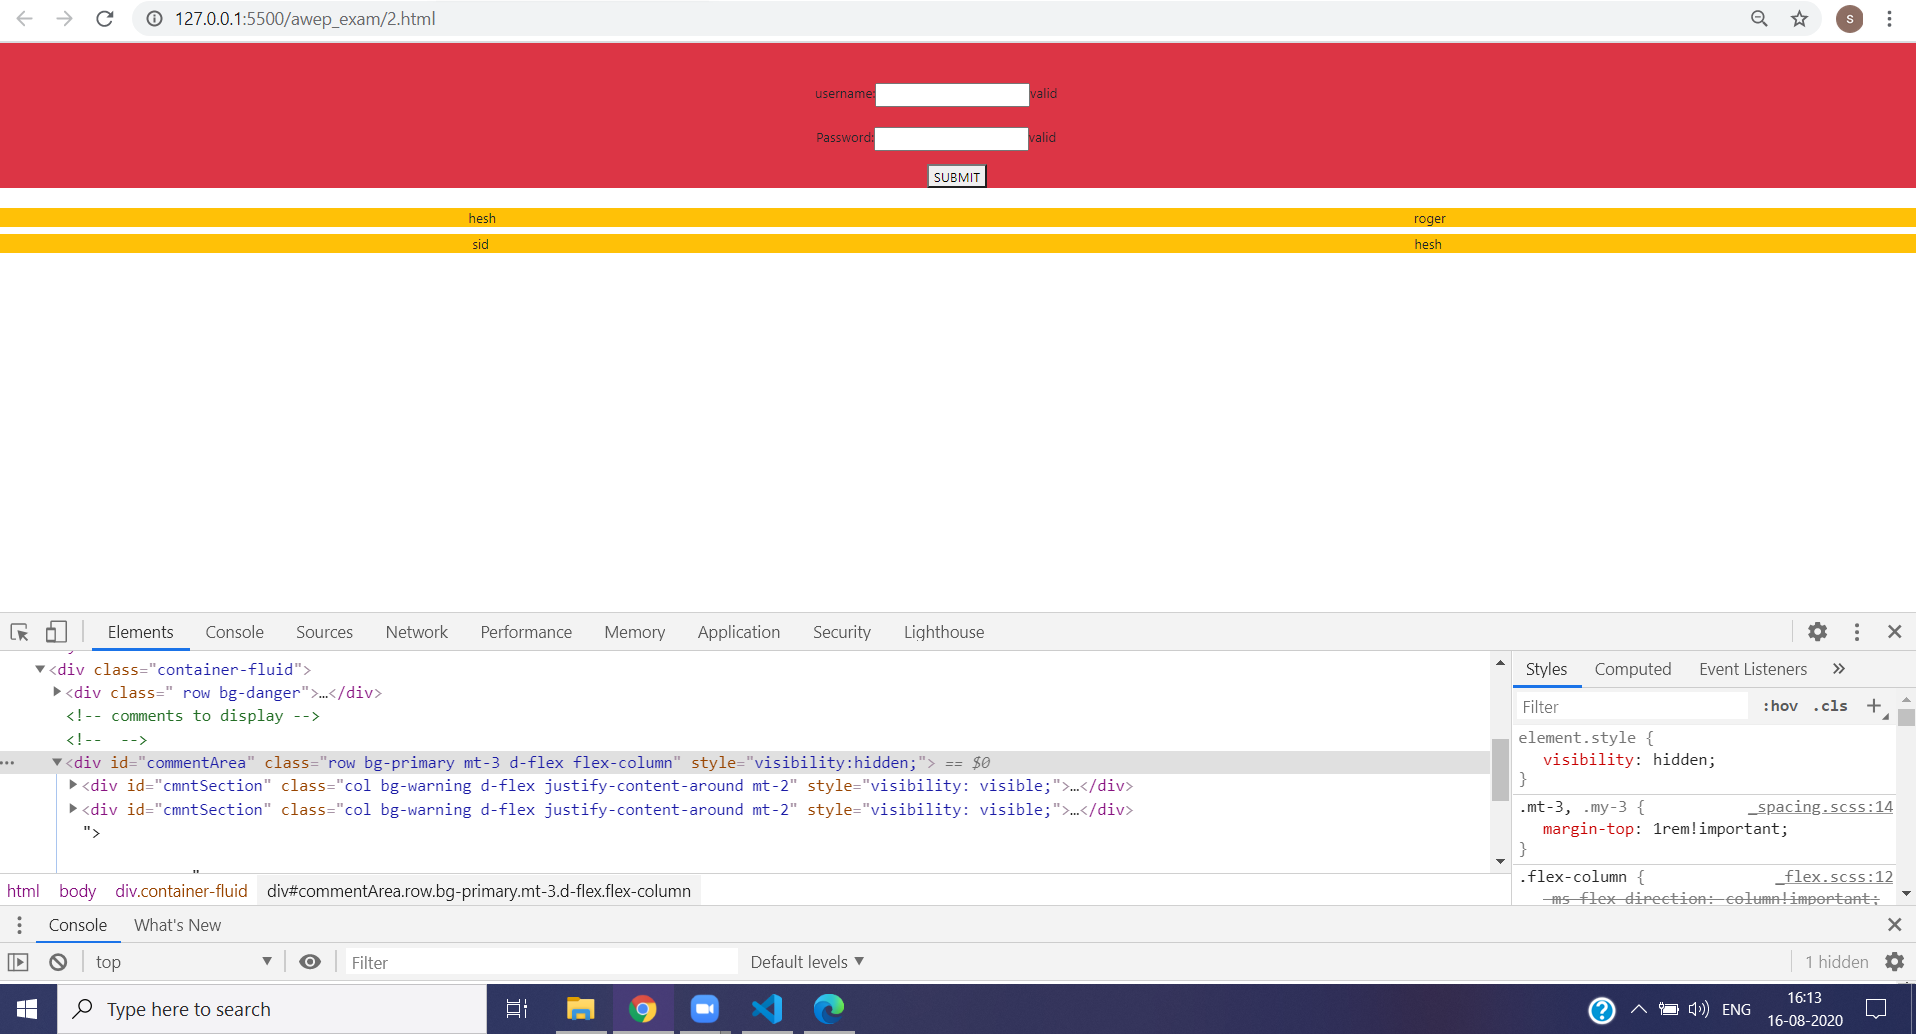 127.0.0.1:5500/awep_exam/2.html
S
username: valid
Password: valid
SUBMIT
hesh roger
sid hesh
Elements Console Sources Network Performance Memory Application Security Lighthouse
<div class="container-fluid">
<div class=" row bg-danger">…</div>
<!-- comments to display -->
<!--  -->
<div id="commentArea" class="row bg-primary mt-3 d-flex flex-column" style="visibility:hidden;"> == $0
<div id="cmntSection" class="col bg-warning d-flex justify-content-around mt-2" style="visibility: visible;">…</div>
<div id="cmntSection" class="col bg-warning d-flex justify-content-around mt-2" style="visibility: visible;">…</div>
">
"
html body div.container-fluid div#commentArea.row.bg-primary.mt-3.d-flex.flex-column
Styles Computed Event Listeners »
Filter :hov .cls +
element.style {
visibility: hidden;
}
.mt-3, .my-3 { _spacing.scss:14
margin-top: 1rem!important;
}
.flex-column { _flex.scss:12
-ms-flex-direction: column!important;
Console What's New
top Filter Default levels 1 hidden
Type here to search
ENG
16:13
16-08-2020